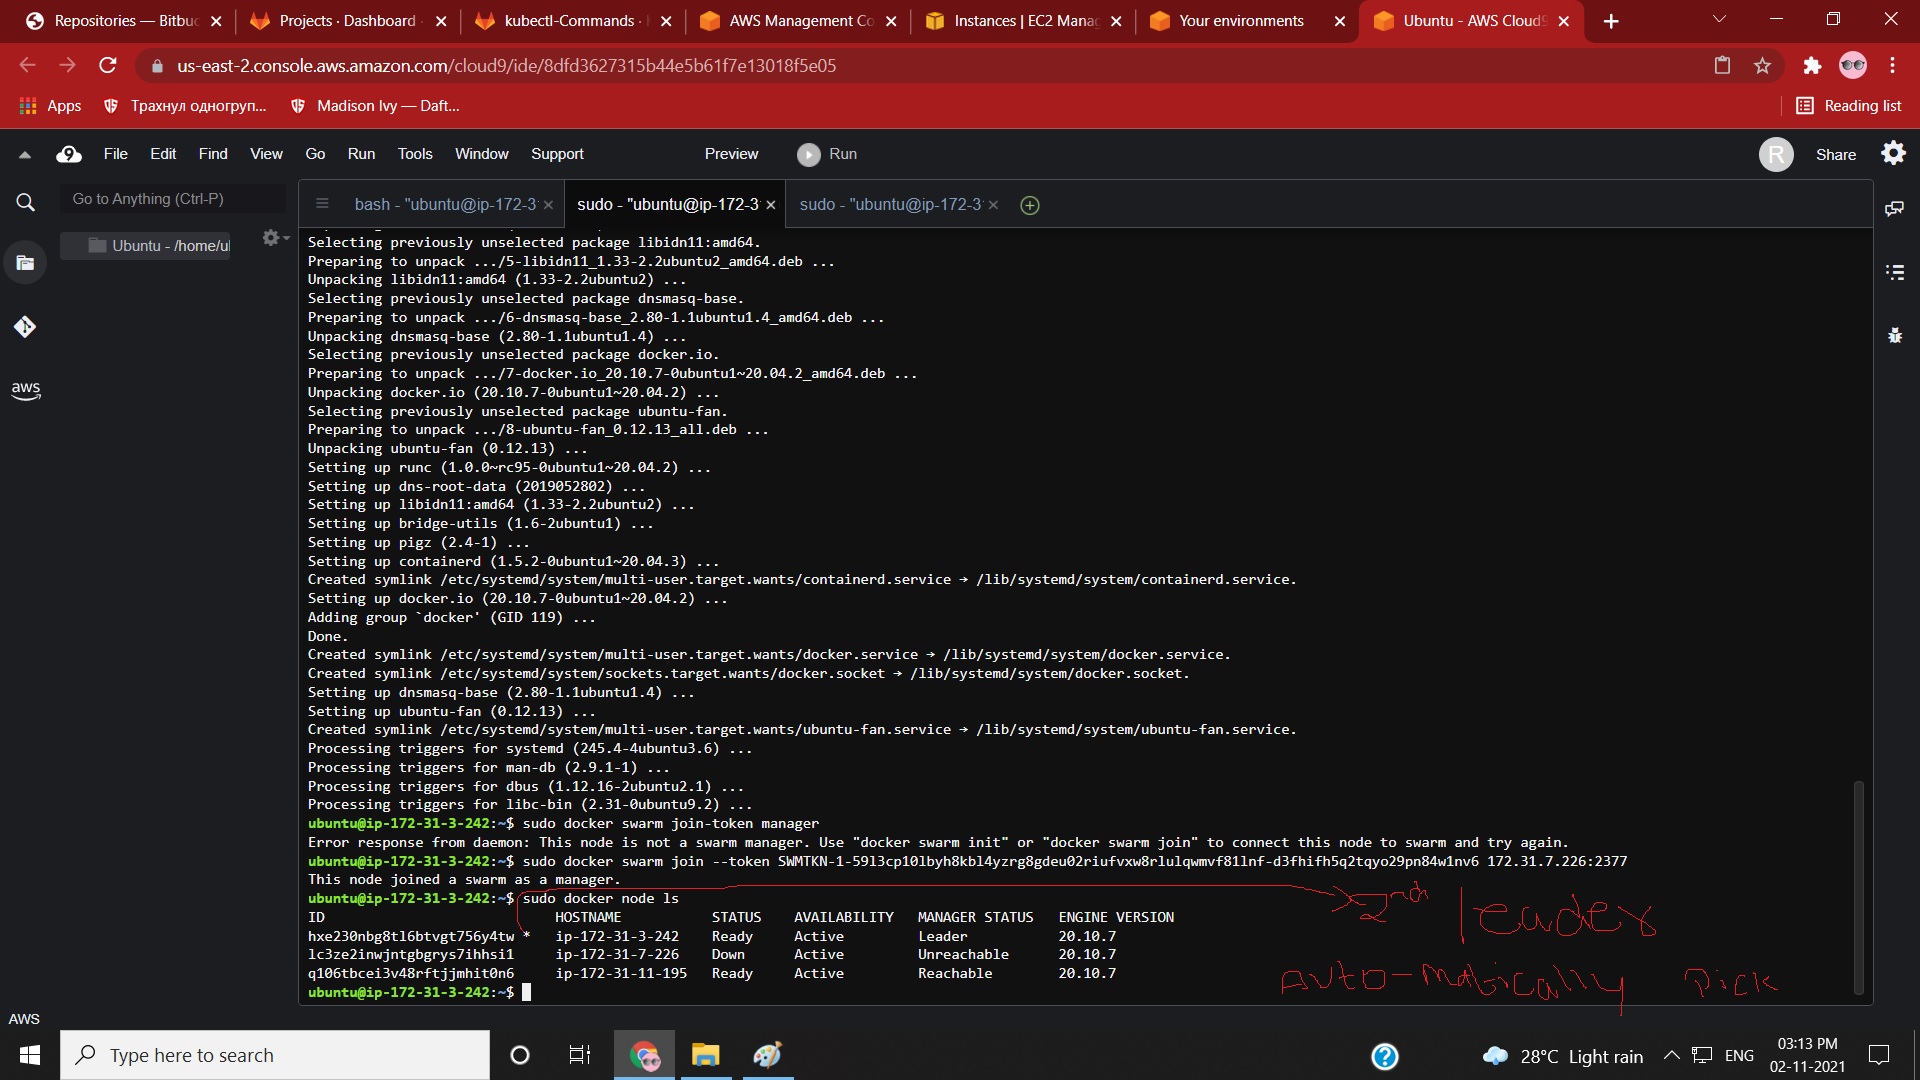 Repositories — Bitbuc
Projects · Dashboard
kubectl-Commands ·
AWS Management Co
Instances | EC2 Manag
Your environments
Ubuntu - AWS Cloud9
us-east-2.console.aws.amazon.com/cloud9/ide/8dfd3627315b44e5b61f7e13018f5e05
Apps Трахнул одногруп... Madison Ivy — Daft... Reading list
File Edit Find View Go Run Tools Window Support Preview Run R Share
Go to Anything (Ctrl-P)
bash - "ubuntu@ip-172-3 sudo - "ubuntu@ip-172-3 sudo - "ubuntu@ip-172-3
Ubuntu - /home/ul
aws
Selecting previously unselected package libidn11:amd64.
Preparing to unpack .../5-libidn11_1.33-2.2ubuntu2_amd64.deb ...
Unpacking libidn11:amd64 (1.33-2.2ubuntu2) ...
Selecting previously unselected package dnsmasq-base.
Preparing to unpack .../6-dnsmasq-base_2.80-1.1ubuntu1.4_amd64.deb ...
Unpacking dnsmasq-base (2.80-1.1ubuntu1.4) ...
Selecting previously unselected package docker.io.
Preparing to unpack .../7-docker.io_20.10.7-0ubuntu1~20.04.2_amd64.deb ...
Unpacking docker.io (20.10.7-0ubuntu1~20.04.2) ...
Selecting previously unselected package ubuntu-fan.
Preparing to unpack .../8-ubuntu-fan_0.12.13_all.deb ...
Unpacking ubuntu-fan (0.12.13) ...
Setting up runc (1.0.0~rc95-0ubuntu1~20.04.2) ...
Setting up dns-root-data (2019052802) ...
Setting up libidn11:amd64 (1.33-2.2ubuntu2) ...
Setting up bridge-utils (1.6-2ubuntu1) ...
Setting up pigz (2.4-1) ...
Setting up containerd (1.5.2-0ubuntu1~20.04.3) ...
Created symlink /etc/systemd/system/multi-user.target.wants/containerd.service → /lib/systemd/system/containerd.service.
Setting up docker.io (20.10.7-0ubuntu1~20.04.2) ...
Adding group `docker' (GID 119) ...
Done.
Created symlink /etc/systemd/system/multi-user.target.wants/docker.service → /lib/systemd/system/docker.service.
Created symlink /etc/systemd/system/sockets.target.wants/docker.socket → /lib/systemd/system/docker.socket.
Setting up dnsmasq-base (2.80-1.1ubuntu1.4) ...
Setting up ubuntu-fan (0.12.13) ...
Created symlink /etc/systemd/system/multi-user.target.wants/ubuntu-fan.service → /lib/systemd/system/ubuntu-fan.service.
Processing triggers for systemd (245.4-4ubuntu3.6) ...
Processing triggers for man-db (2.9.1-1) ...
Processing triggers for dbus (1.12.16-2ubuntu2.1) ...
Processing triggers for libc-bin (2.31-0ubuntu9.2) ...
ubuntu@ip-172-31-3-242:~$ sudo docker swarm join-token manager
Error response from daemon: This node is not a swarm manager. Use "docker swarm init" or "docker swarm join" to connect this node to swarm and try again.
ubuntu@ip-172-31-3-242:~$ sudo docker swarm join --token SWMTKN-1-59l3cp10lbyh8kbl4yzrg8gdeu02riufvxw8rlulqwmvf81lnf-d3fhifh5q2tqyo29pn84w1nv6 172.31.7.226:2377
This node joined a swarm as a manager.
ubuntu@ip-172-31-3-242:~$ sudo docker node ls
ID HOSTNAME STATUS AVAILABILITY MANAGER STATUS ENGINE VERSION
hxe230nbg8tl6btvgt756y4tw * ip-172-31-3-242 Ready Active Leader 20.10.7
lc3ze2inwjntgbgrys7ihhsi1 ip-172-31-7-226 Down Active Unreachable 20.10.7
q106tbcei3v48rftjjmhit0n6 ip-172-31-11-195 Ready Active Reachable 20.10.7
ubuntu@ip-172-31-3-242:~$
2nd leader
Auto-matically Pick
AWS
Type here to search
28°C Light rain ENG
03:13 PM
02-11-2021